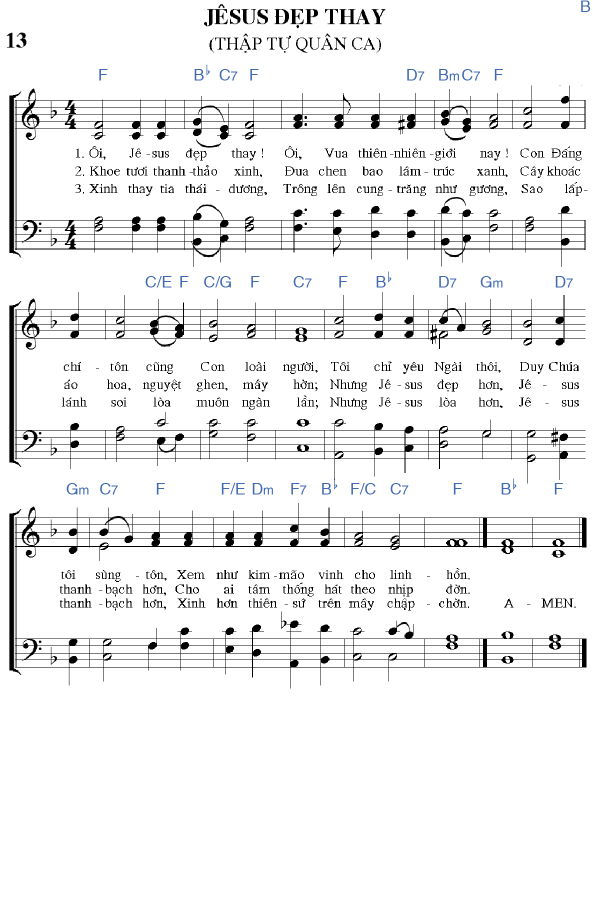 B
JÊSUS ĐẸP THAY
13
(THẬP TỰ QUÂN CA)
F B♭ C7 F D7 Bm C7 F
1. Ôi, Jê-sus đẹp thay! Ôi, Vua thiên-nhiên-giới nay! Con Đấng
2. Khoe tươi thanh-thảo xinh, Đua chen bao lâm-trúc xanh, Cây khoác
3. Xinh thay tia thái-dương, Trông lên cung-trăng như gương, Sao lấp-
C/E F C/G F C7 F B♭ D7 Gm D7
chí-tôn cũng Con loài người, Tôi chỉ yêu Ngài thôi, Duy Chúa
áo hoa, nguyệt ghen, mây hờn; Nhưng Jê-sus đẹp hơn, Jê-sus
lánh soi lòa muôn ngàn lần; Nhưng Jê-sus lòa hơn, Jê-sus
Gm C7 F F/E Dm F7 B♭ F/C C7 F B♭ F
tôi sùng-tôn, Xem như kim-mão vinh cho linh-hồn.
thanh-bạch hơn, Cho ai tấm thống hát theo nhịp đờn.
thanh-bạch hơn, Xinh hơn thiên-sứ trên mây chập-chờn. A-MEN.